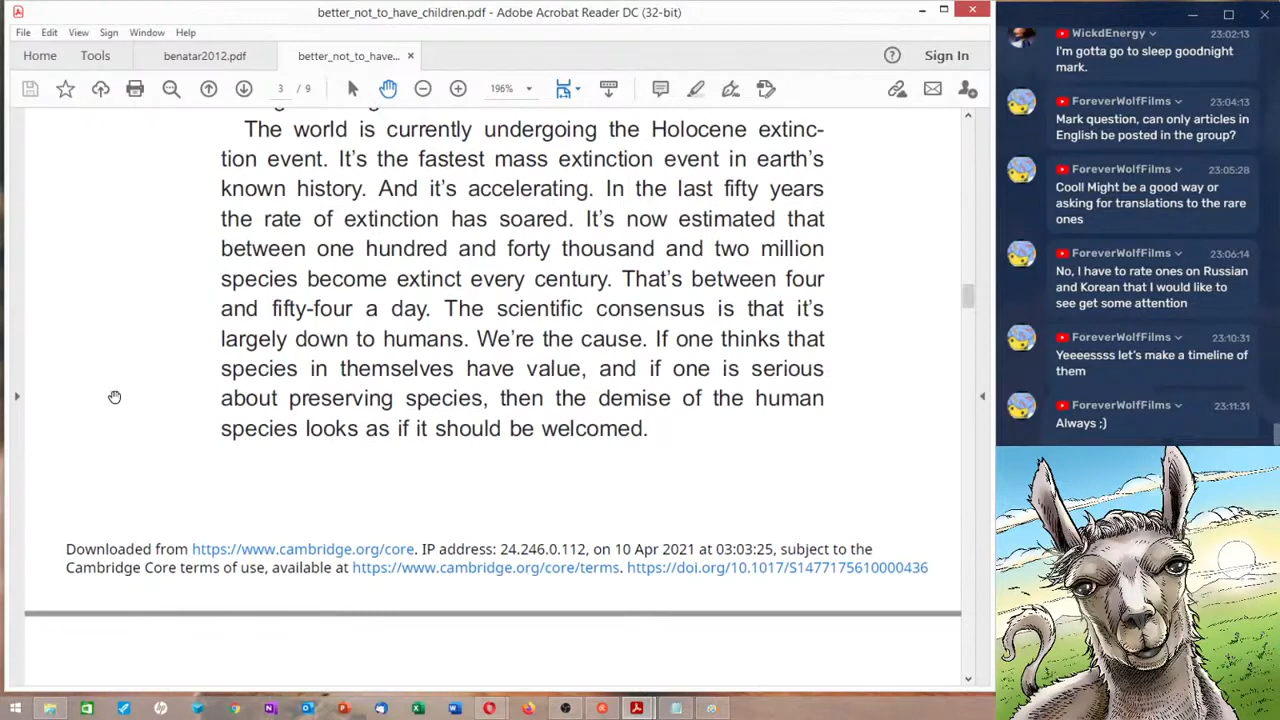 better_not_to_have_children.pdf - Adobe Acrobat Reader DC (32-bit)
File Edit View Sign Window Help
Home Tools benatar2012.pdf better_not_to_have... × Sign In
3 / 9 196%
The world is currently undergoing the Holocene extinc-
tion event. It's the fastest mass extinction event in earth's
known history. And it's accelerating. In the last fifty years
the rate of extinction has soared. It's now estimated that
between one hundred and forty thousand and two million
species become extinct every century. That's between four
and fifty-four a day. The scientific consensus is that it's
largely down to humans. We're the cause. If one thinks that
species in themselves have value, and if one is serious
about preserving species, then the demise of the human
species looks as if it should be welcomed.
Downloaded from https://www.cambridge.org/core. IP address: 24.246.0.112, on 10 Apr 2021 at 03:03:25, subject to the
Cambridge Core terms of use, available at https://www.cambridge.org/core/terms. https://doi.org/10.1017/S1477175610000436
WickdEnergy 23:02:13
I'm gotta go to sleep goodnight
mark.
ForeverWolfFilms 23:04:13
Mark question, can only articles in
English be posted in the group?
ForeverWolfFilms 23:05:28
Cool! Might be a good way or
asking for translations to the rare
ones
ForeverWolfFilms 23:06:14
No, I have to rate ones on Russian
and Korean that I would like to
see get some attention
ForeverWolfFilms 23:10:31
Yeeeessss let's make a timeline of
them
ForeverWolfFilms 23:11:31
Always ;)